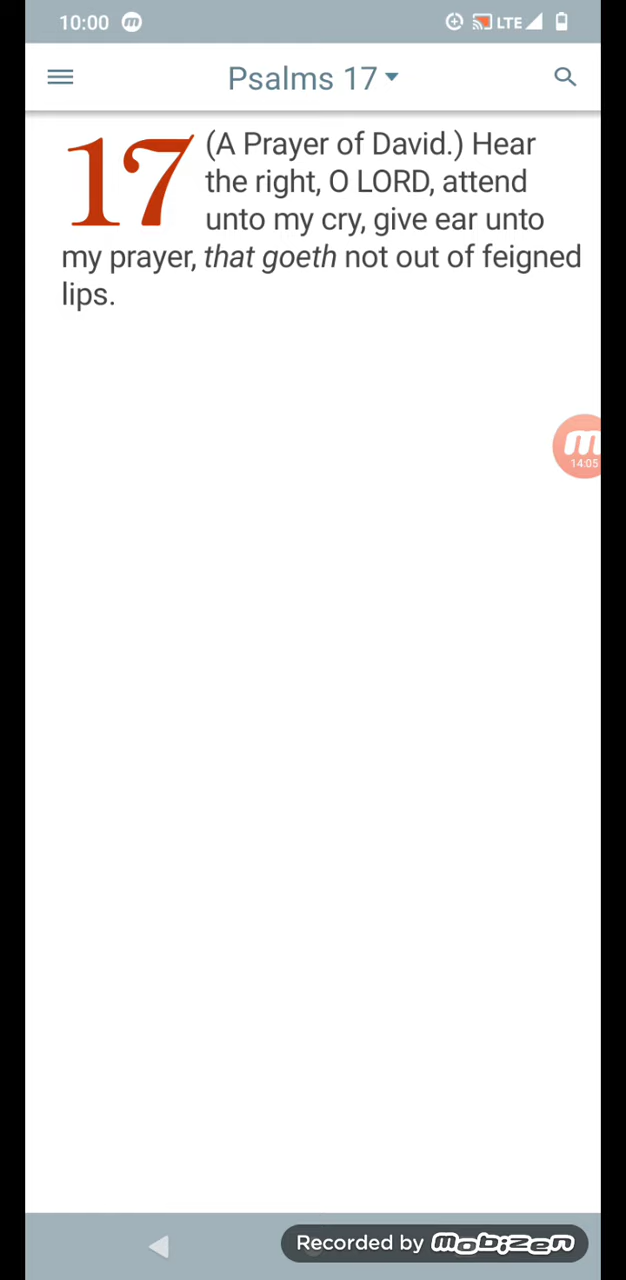 10:00 m LTE
Psalms 17
17 (A Prayer of David.) Hear
the right, O LORD, attend
unto my cry, give ear unto
my prayer, that goeth not out of feigned
lips.
m
14:05
Recorded by mobizen